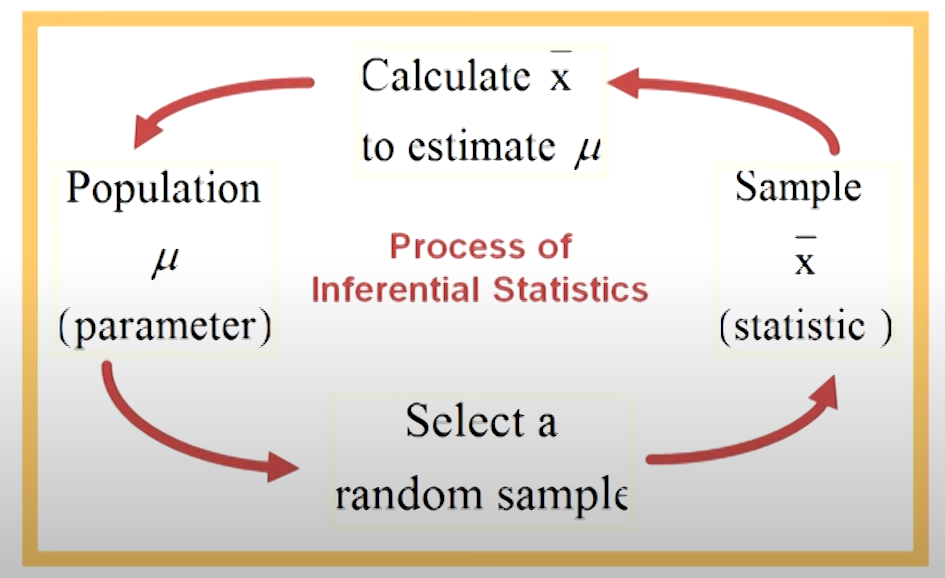 Calculate x̄
to estimate μ
Population
μ
(parameter)
Process of
Inferential Statistics
Sample
x̄
(statistic )
Select a
random sample